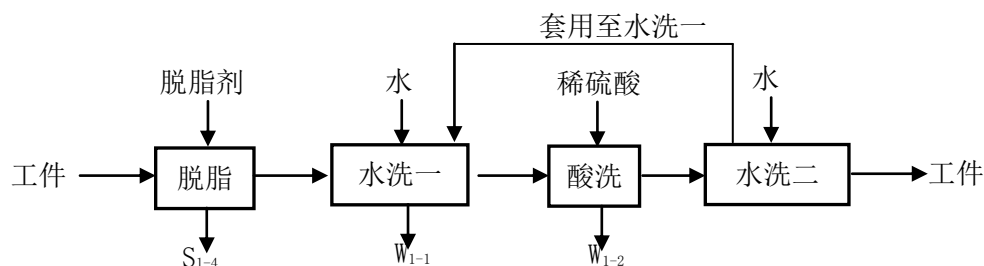 套用至水洗一
脱脂剂
水
稀硫酸
水
工件
脱脂
水洗一
酸洗
水洗二
工件
S1-4
W1-1
W1-2